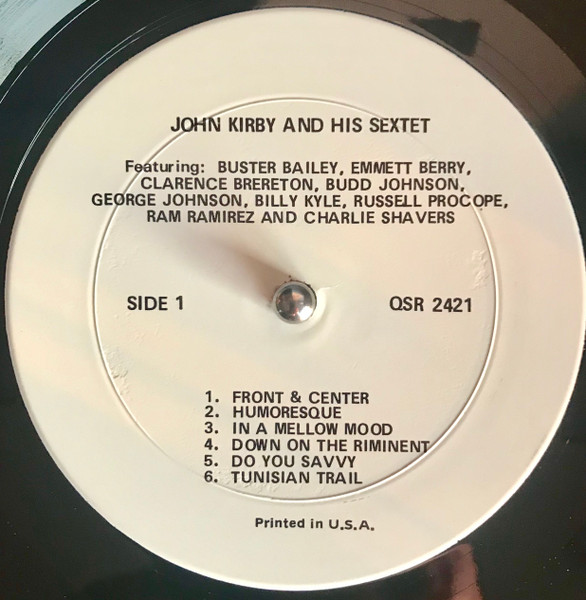 JOHN KIRBY AND HIS SEXTET
Featuring: BUSTER BAILEY, EMMETT BERRY,
CLARENCE BRERETON, BUDD JOHNSON,
GEORGE JOHNSON, BILLY KYLE, RUSSELL PROCOPE,
RAM RAMIREZ AND CHARLIE SHAVERS
SIDE 1 QSR 2421
1. FRONT & CENTER
2. HUMORESQUE
3. IN A MELLOW MOOD
4. DOWN ON THE RIMINENT
5. DO YOU SAVVY
6. TUNISIAN TRAIL
Printed in U.S.A.